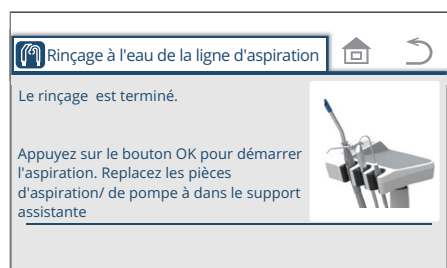 Rinçage à l'eau de la ligne d'aspiration
Le rinçage est terminé.
Appuyez sur le bouton OK pour démarrer
l'aspiration. Replacez les pièces
d'aspiration/ de pompe à dans le support
assistante